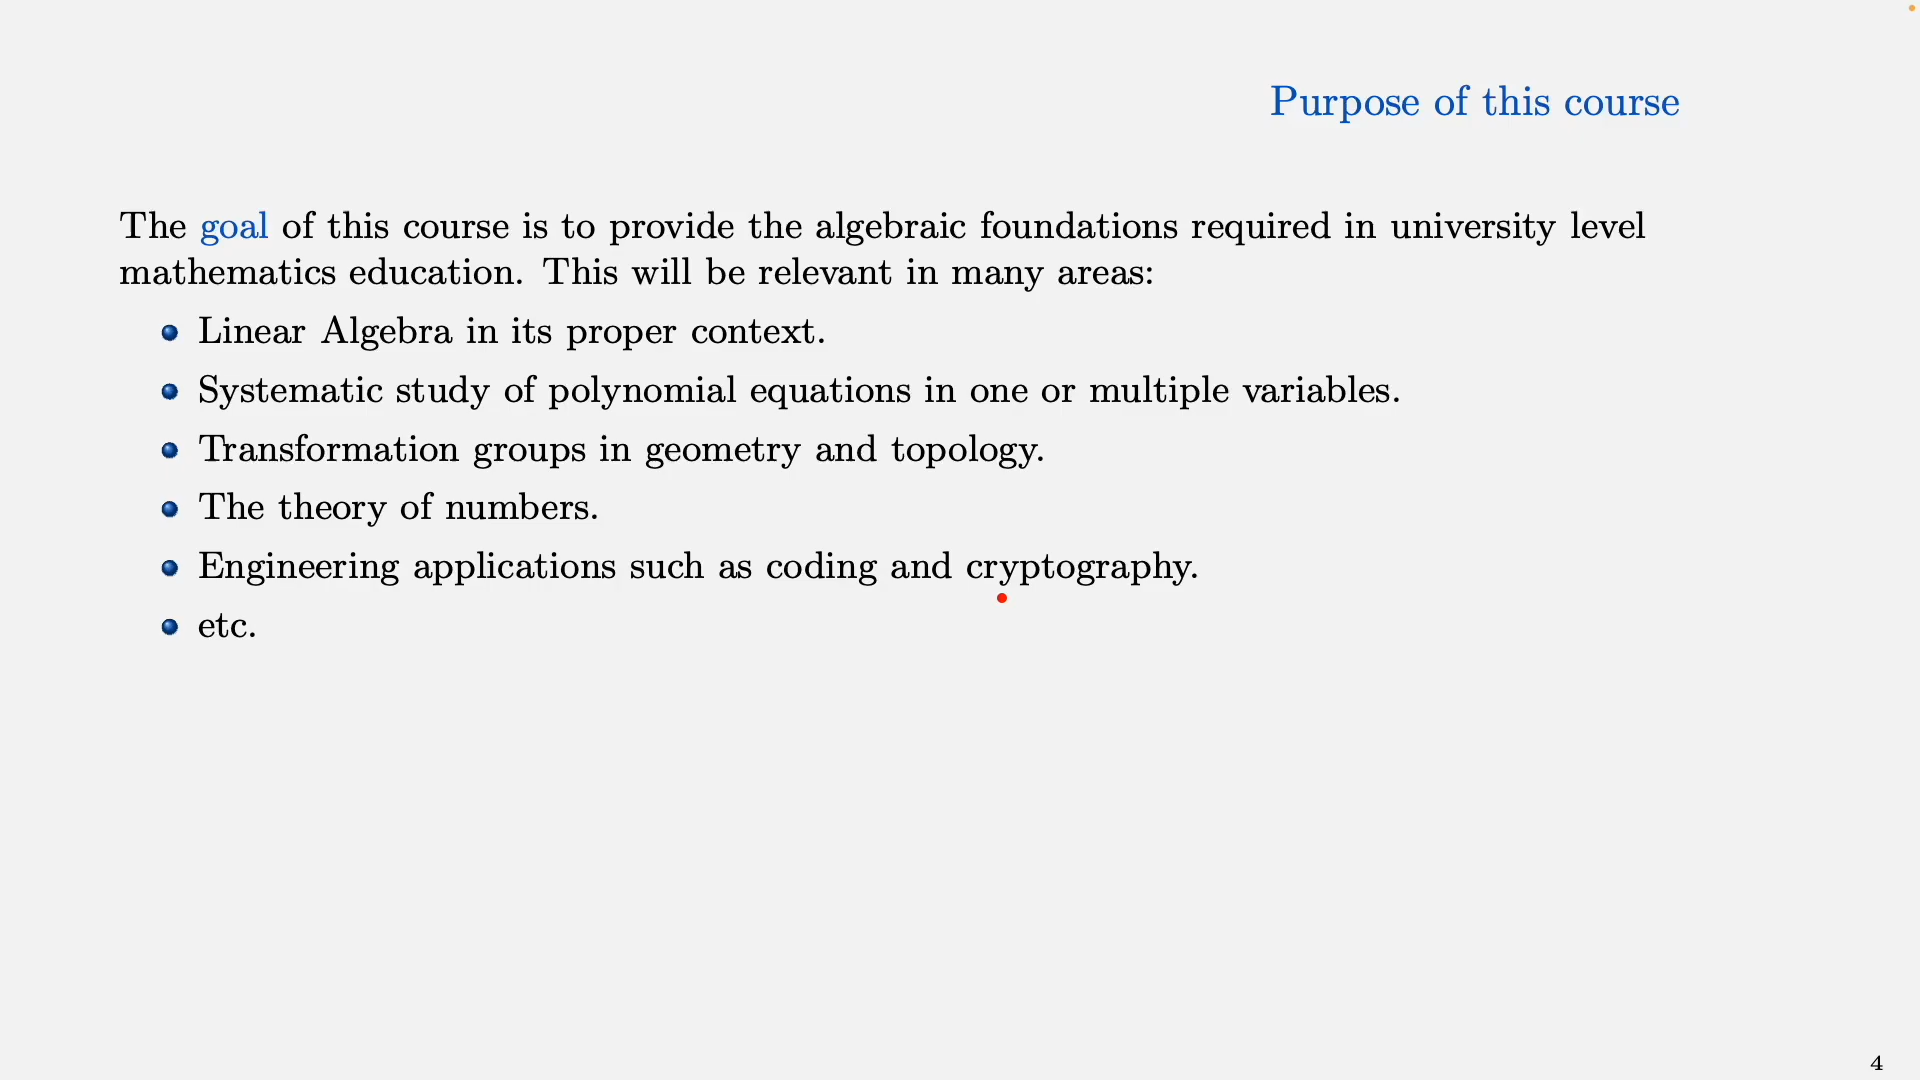 Purpose of this course
The goal of this course is to provide the algebraic foundations required in university level
mathematics education. This will be relevant in many areas:
Linear Algebra in its proper context.
Systematic study of polynomial equations in one or multiple variables.
Transformation groups in geometry and topology.
The theory of numbers.
Engineering applications such as coding and cryptography.
etc.
4